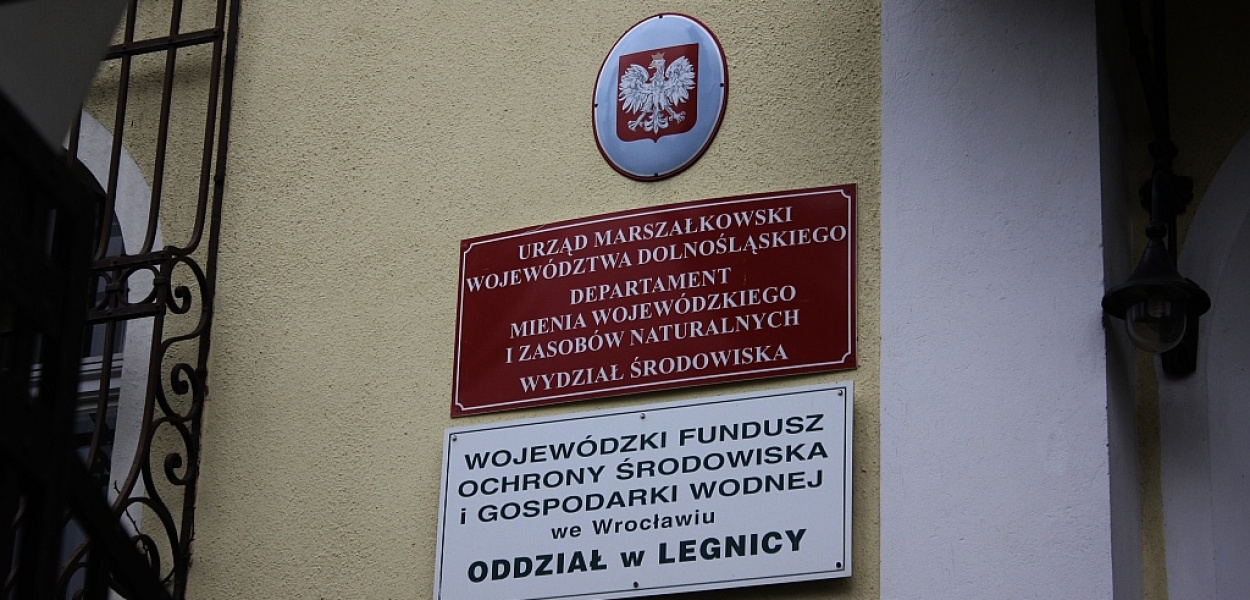 URZĄD MARSZAŁKOWSKI
WOJEWÓDZTWA DOLNOŚLĄSKIEGO
DEPARTAMENT
MIENIA WOJEWÓDZKIEGO
I ZASOBÓW NATURALNYCH
WYDZIAŁ ŚRODOWISKA
WOJEWÓDZKI FUNDUSZ
OCHRONY ŚRODOWISKA
i GOSPODARKI WODNEJ
we Wrocławiu
ODDZIAŁ w LEGNICY